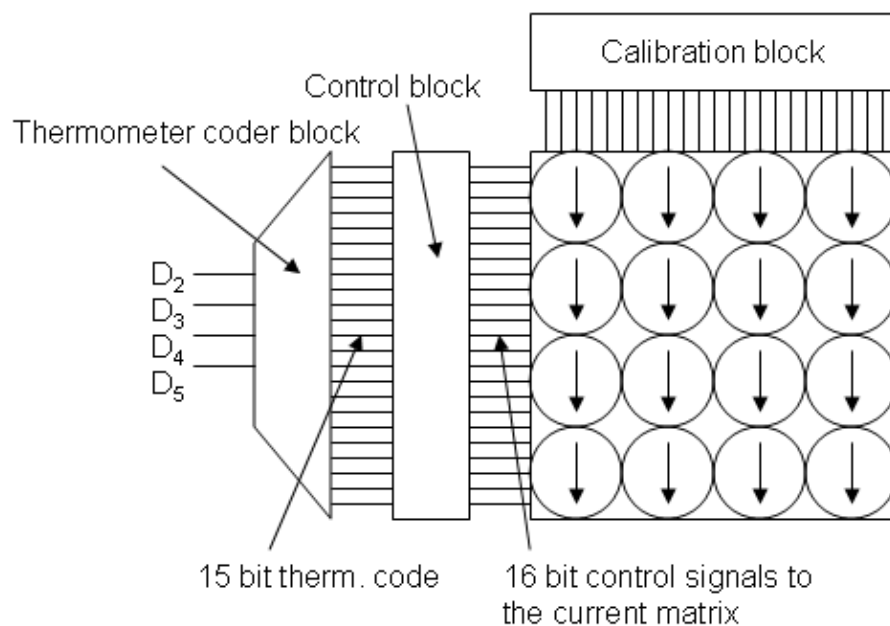 Calibration block
Control block
Thermometer coder block
D2
D3
D4
D5
15 bit therm. code
16 bit control signals to
the current matrix